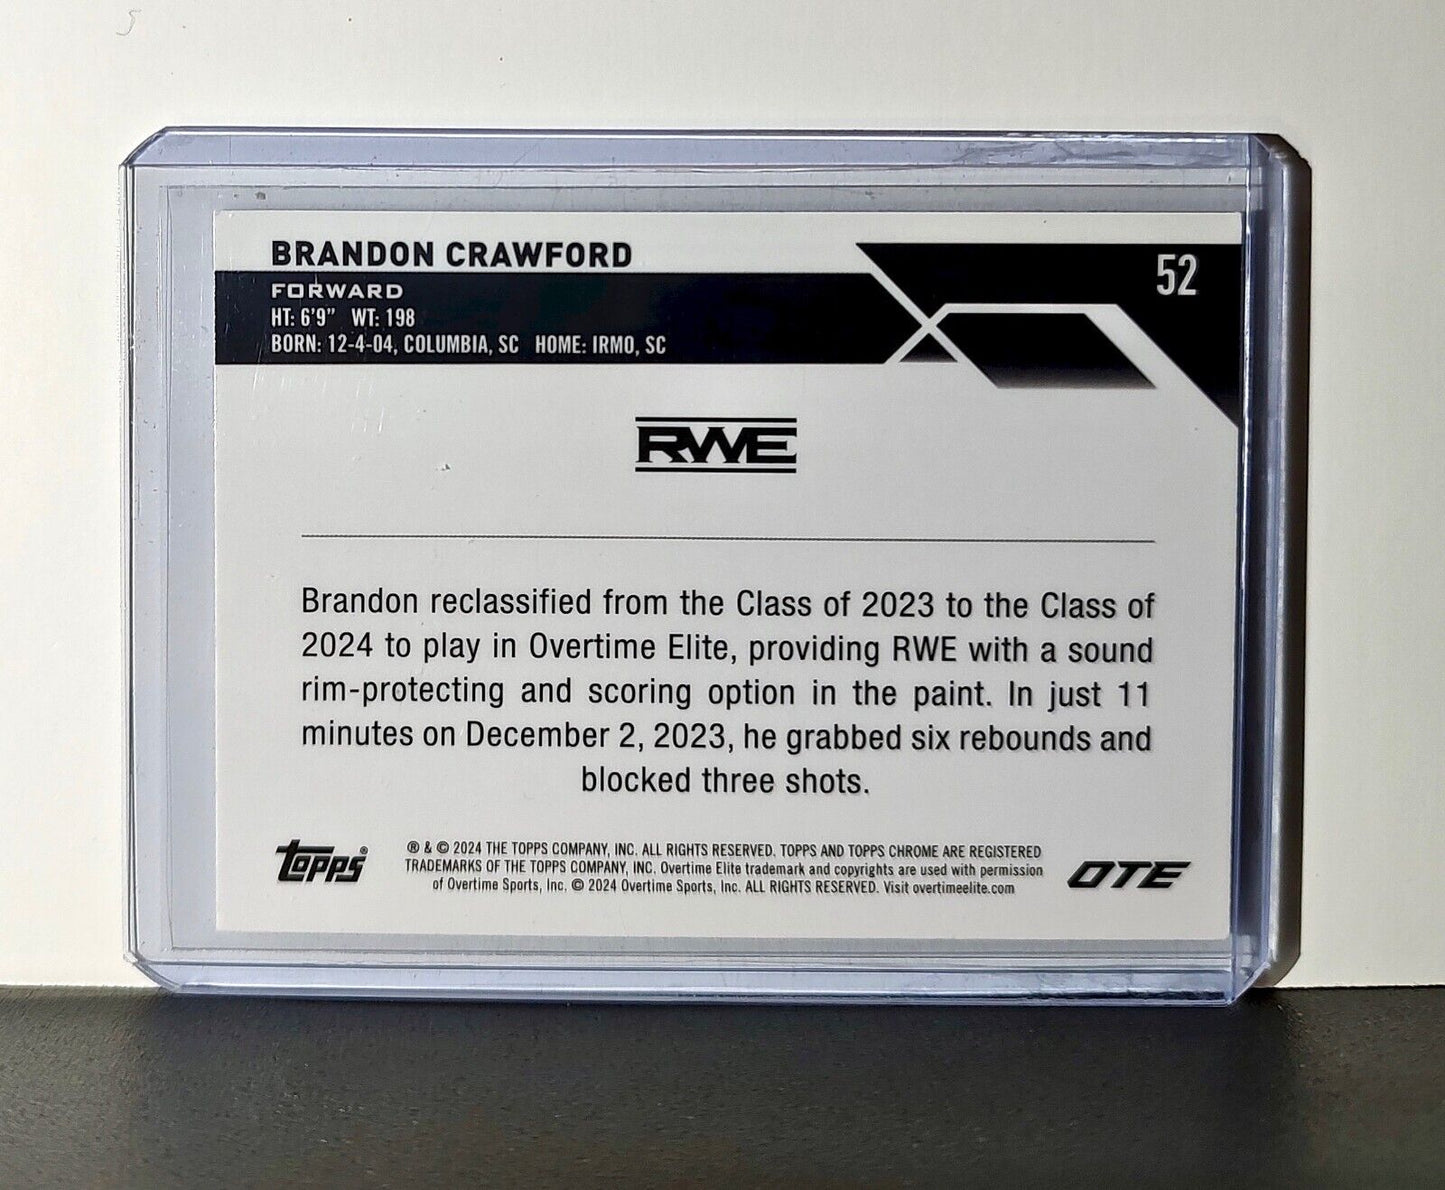 BRANDON CRAWFORD
52
FORWARD
HT: 6'9" WT: 198
BORN: 12-4-04, COLUMBIA, SC HOME: IRMO, SC
RWE
Brandon reclassified from the Class of 2023 to the Class of
2024 to play in Overtime Elite, providing RWE with a sound
rim-protecting and scoring option in the paint. In just 11
minutes on December 2, 2023, he grabbed six rebounds and
blocked three shots.
topps®
® & © 2024 THE TOPPS COMPANY, INC. ALL RIGHTS RESERVED. TOPPS AND TOPPS CHROME ARE REGISTERED
TRADEMARKS OF THE TOPPS COMPANY, INC. Overtime Elite trademark and copyrights are used with permission
of Overtime Sports, Inc. © 2024 Overtime Sports, Inc. ALL RIGHTS RESERVED. Visit overtimeelite.com
OTE